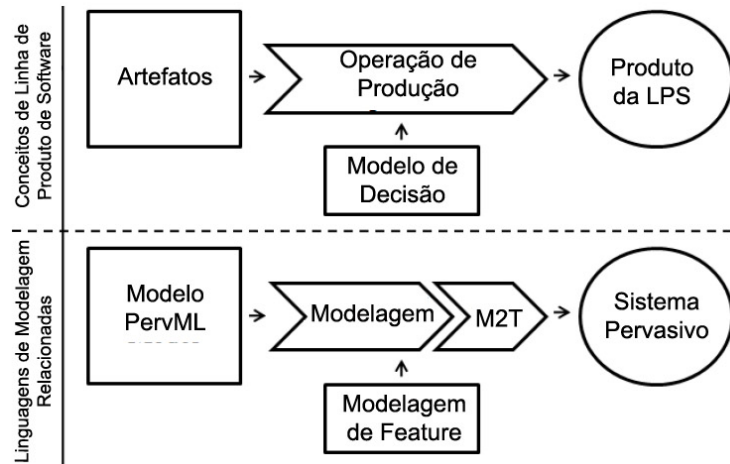 Conceitos de Linha de
Produto de Software
Artefatos
Operação de
Produção
Produto
da LPS
Modelo de
Decisão
Linguagens de Modelagem
Relacionadas
Modelo
PervML
Modelagem
M2T
Sistema
Pervasivo
Modelagem
de Feature